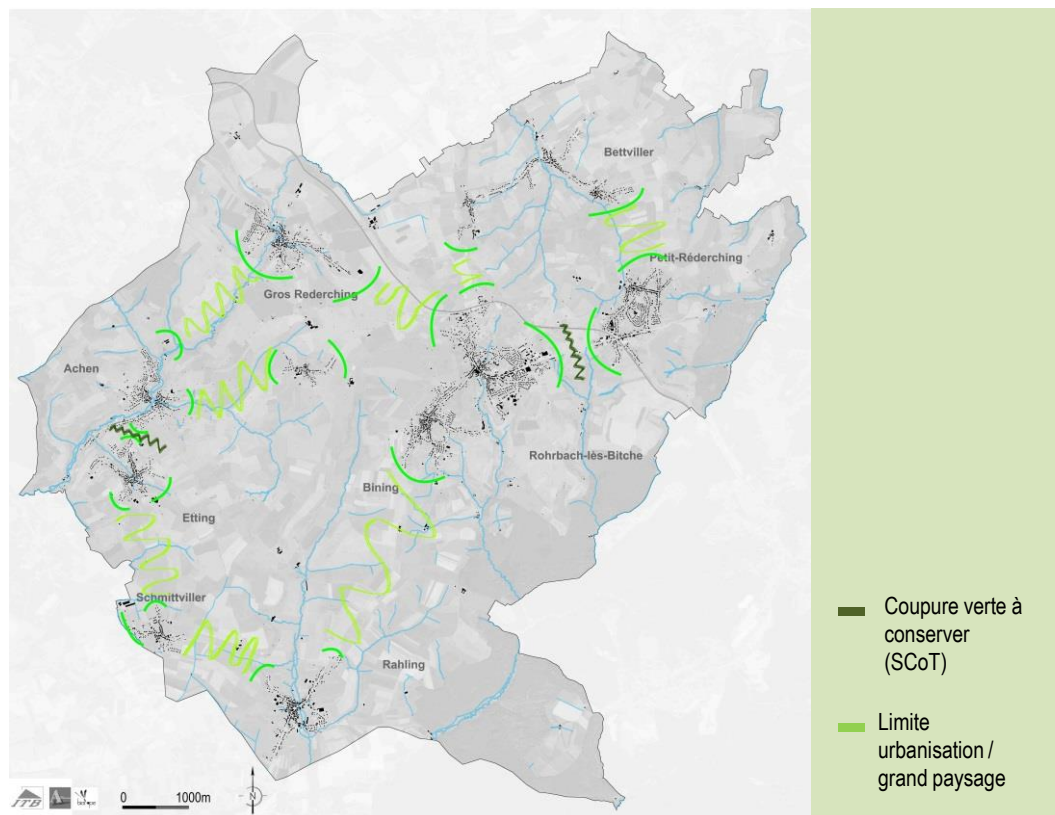 Bettviller
Petit-Réderching
Gros Rederching
Achen
Rohrbach-lès-Bitche
Bining
Etting
Schmittviller
Rahling
Coupure verte à
conserver
(SCoT)
Limite
urbanisation /
grand paysage
0 1000m
N